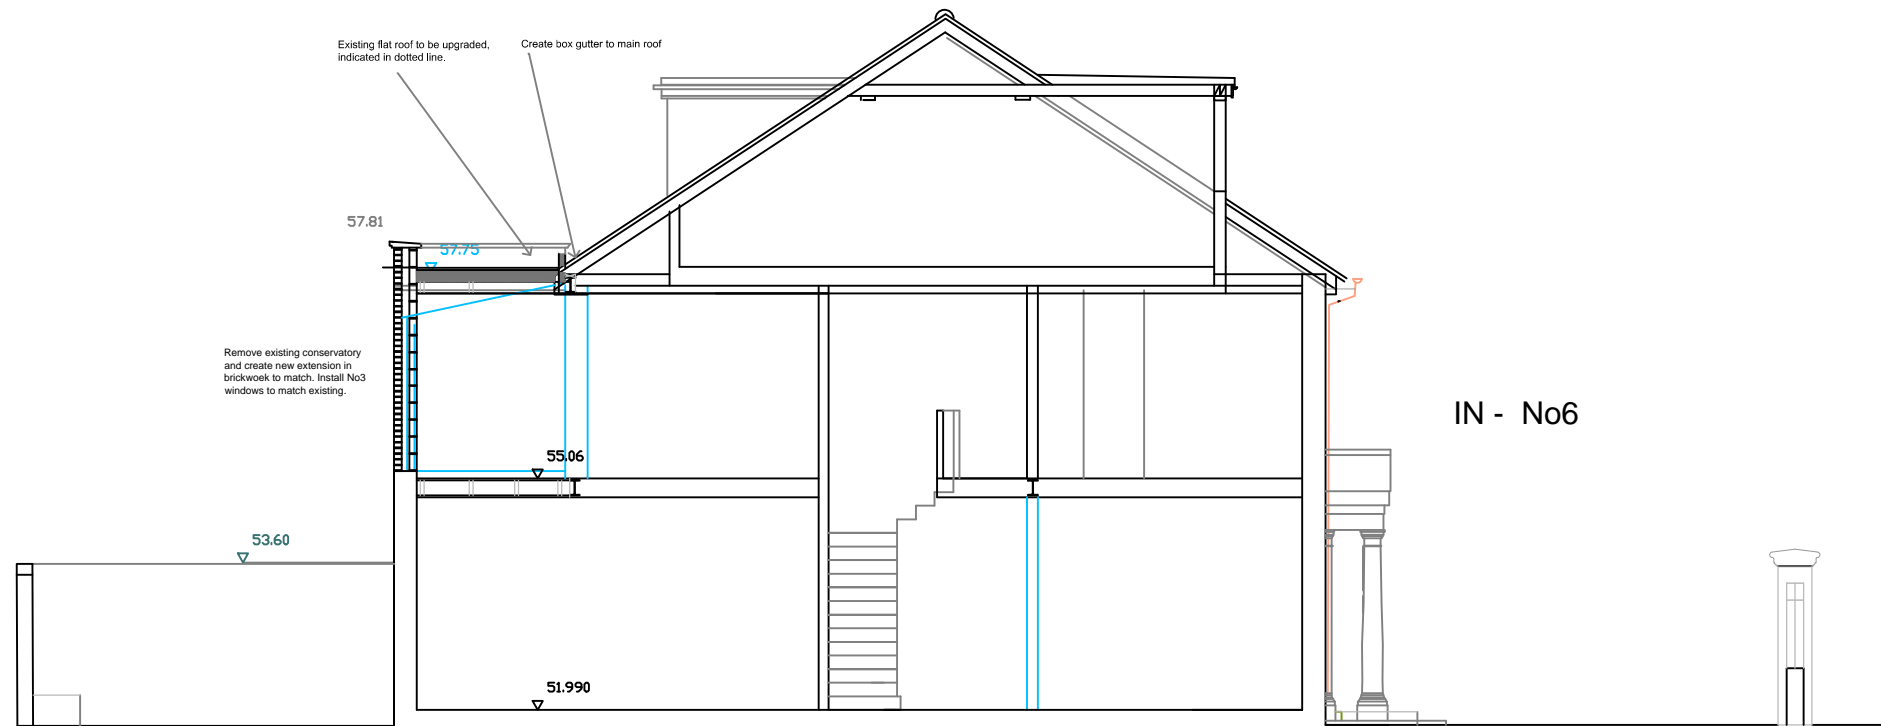 Existing flat roof to be upgraded,
indicated in dotted line.
Create box gutter to main roof
57.81
57.75
Remove existing conservatory
and create new extension in
brickwoek to match. Install No3
windows to match existing.
IN - No6
55.06
53.60
51.990